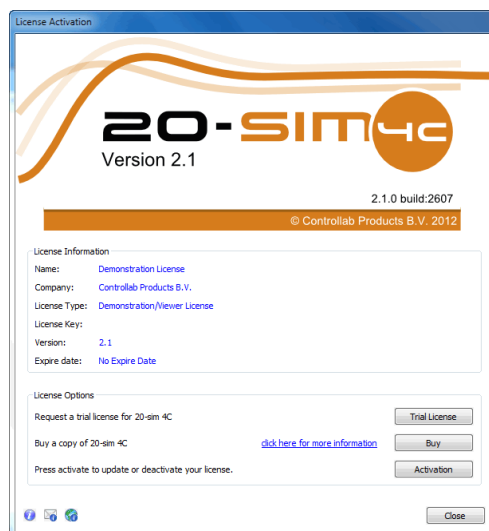 License Activation
20-SIM 4C
Version 2.1
2.1.0 build:2607
© Controllab Products B.V. 2012
License Information
Name: Demonstration License
Company: Controllab Products B.V.
License Type: Demonstration/Viewer License
License Key:
Version: 2.1
Expire date: No Expire Date
License Options
Request a trial license for 20-sim 4C Trial License
Buy a copy of 20-sim 4C click here for more information Buy
Press activate to update or deactivate your license. Activation
Close